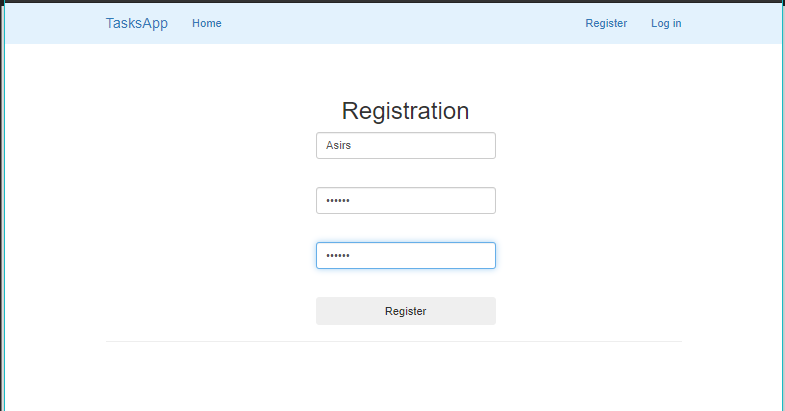 TasksApp Home Register Log in
Registration
Asirs
••••••
••••••
Register